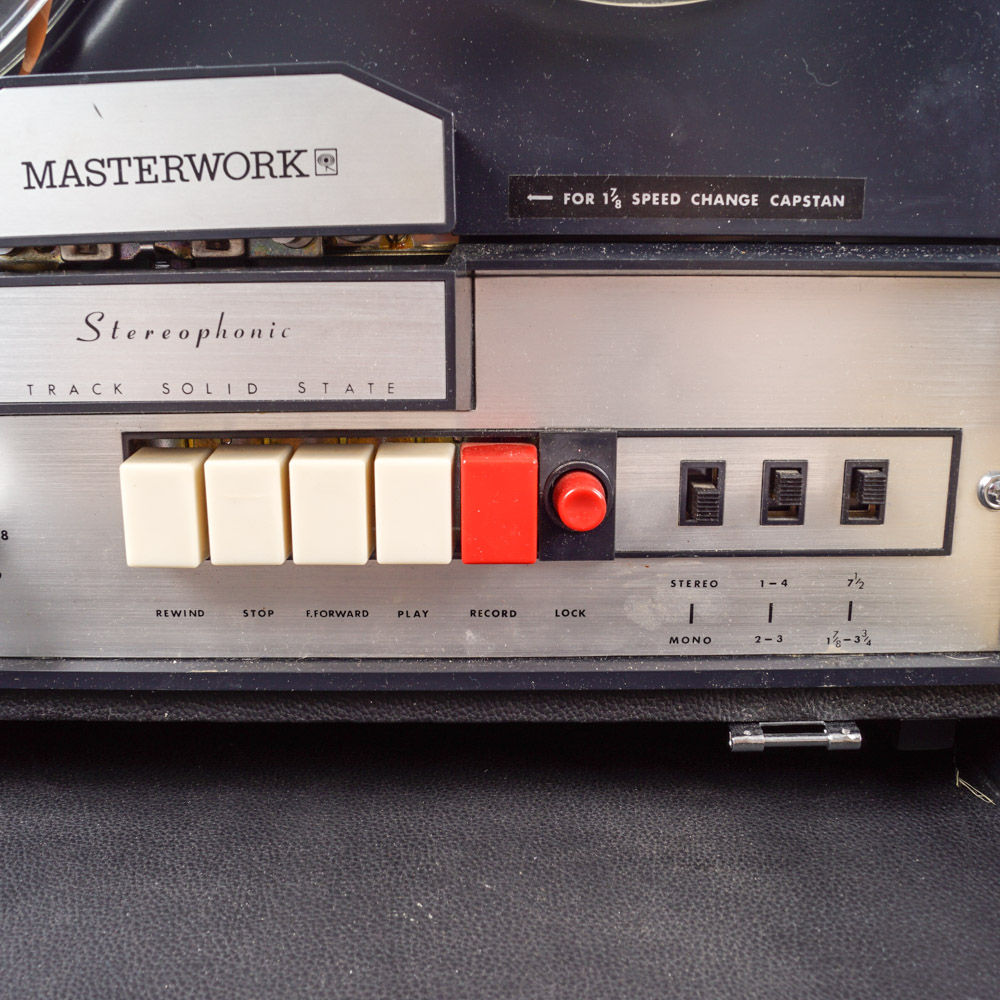 MASTERWORK
← FOR 1⅞ SPEED CHANGE CAPSTAN
Stereophonic
TRACK SOLID STATE
8
REWIND STOP F.FORWARD PLAY RECORD LOCK
STEREO 1-4 7½
MONO 2-3 1⅞-3¾